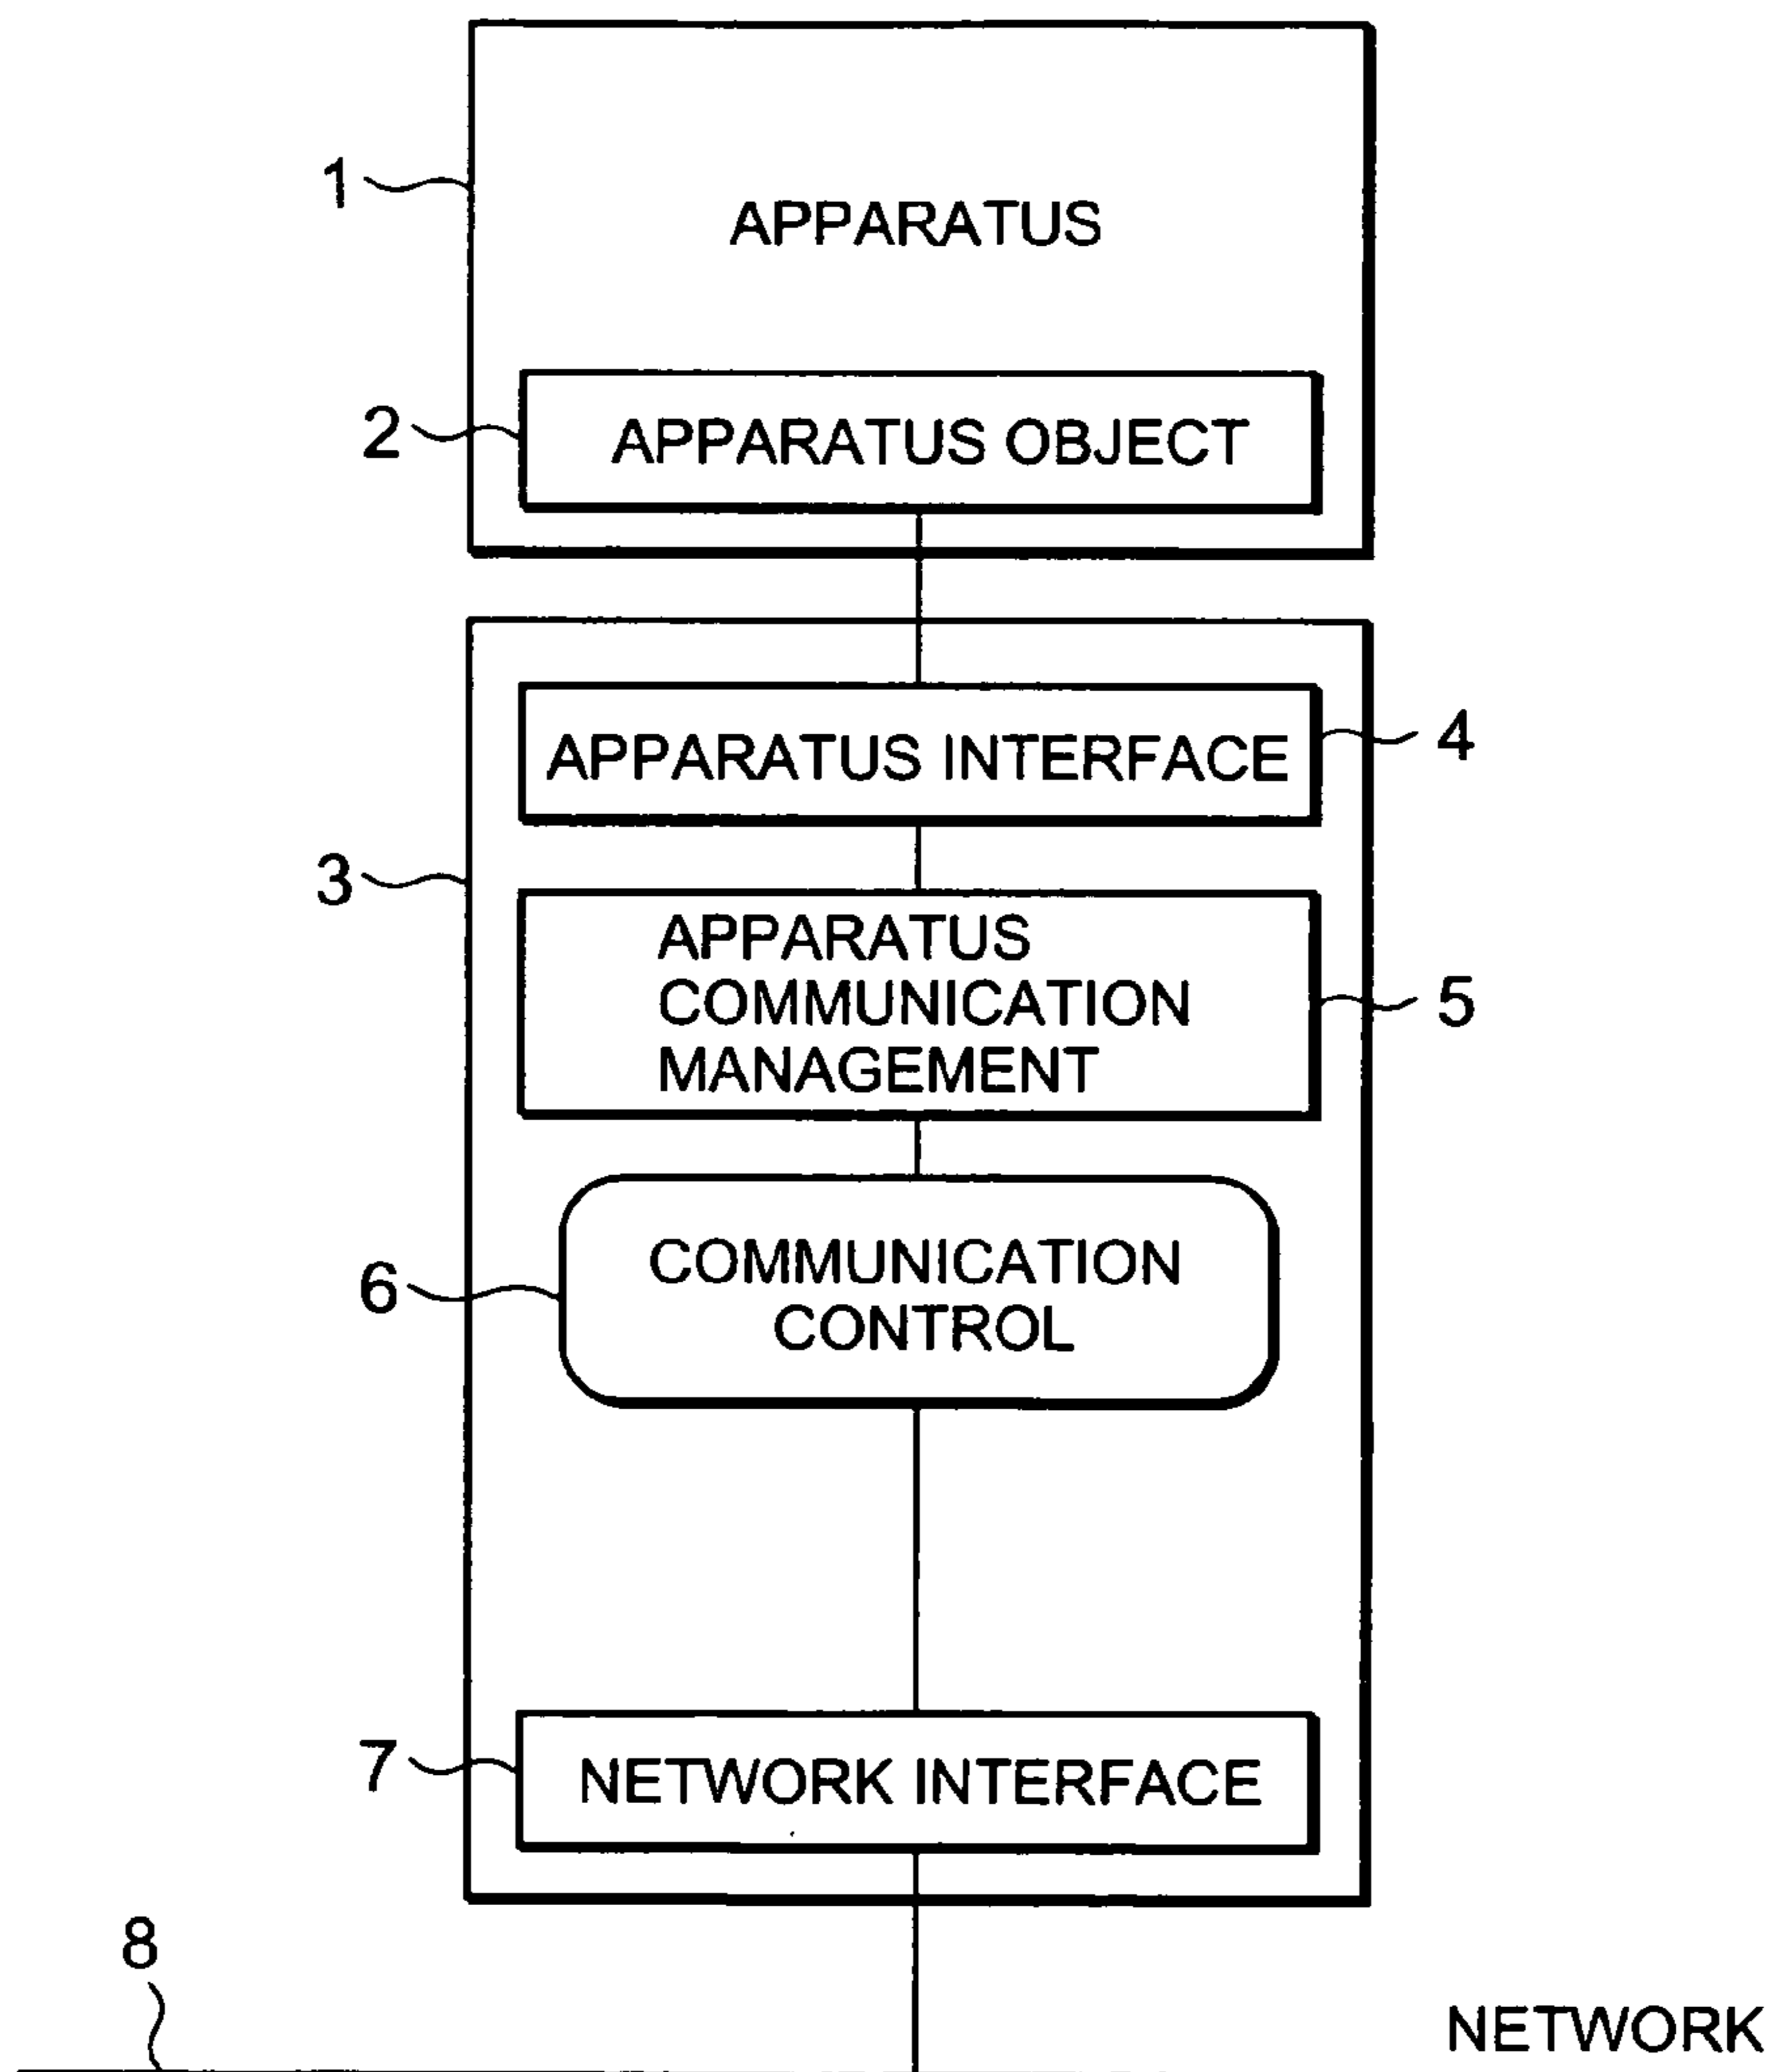 1
APPARATUS
2
APPARATUS OBJECT
APPARATUS INTERFACE
4
3
APPARATUS
COMMUNICATION
MANAGEMENT
5
COMMUNICATION
CONTROL
6
7
NETWORK INTERFACE
8
NETWORK